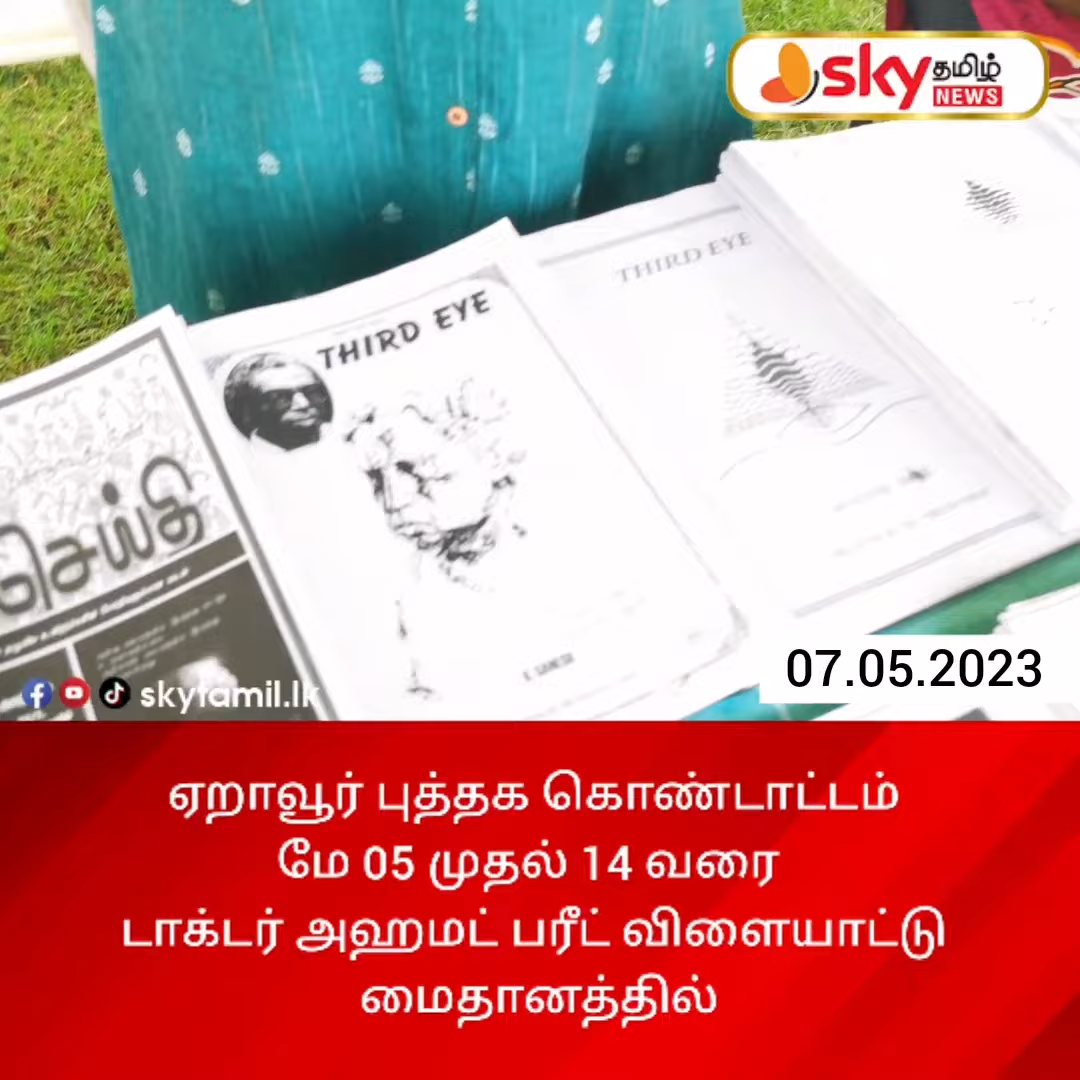 sky தமிழ்
NEWS
THIRD EYE
THIRD EYE
செய்தி
skytamil.lk
07.05.2023
ஏறாவூர் புத்தக கொண்டாட்டம்
மே 05 முதல் 14 வரை
டாக்டர் அஹமட் பரீட் விளையாட்டு
மைதானத்தில்